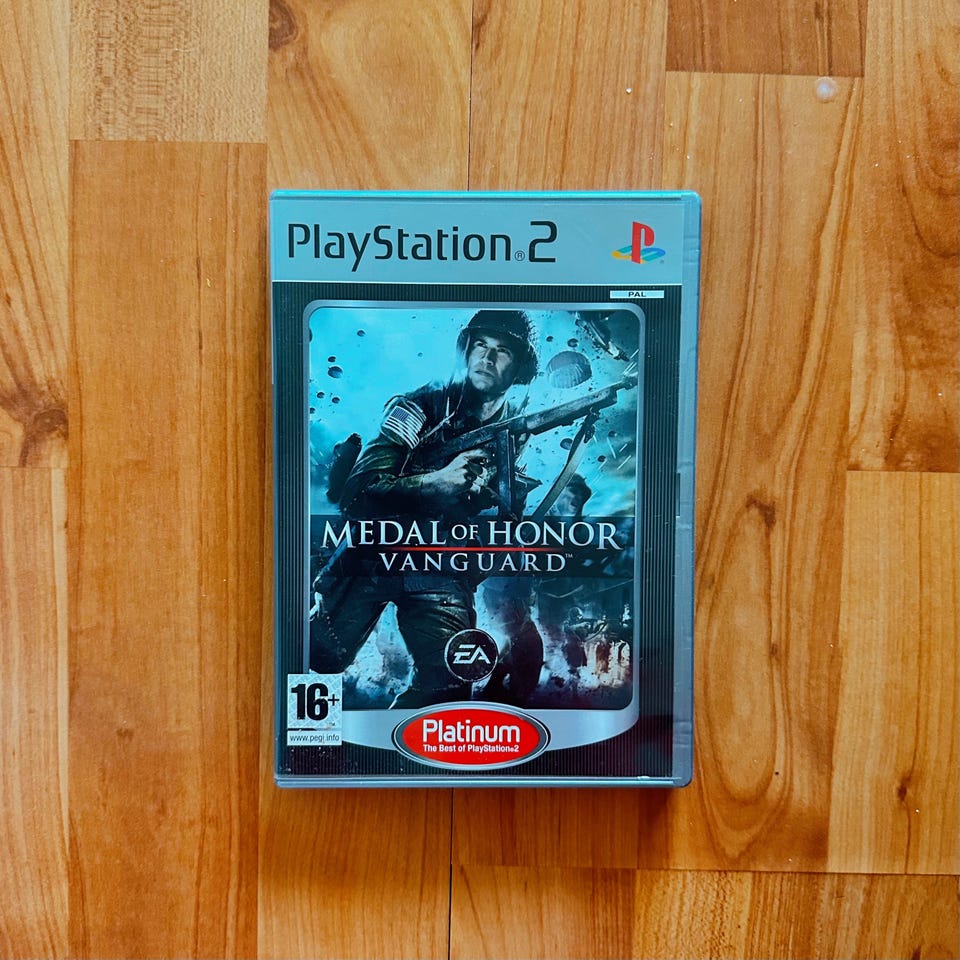 PlayStation®2
PAL
MEDAL OF HONOR
VANGUARD™
EA
16+
www.pegi.info
Platinum
The Best of PlayStation®2